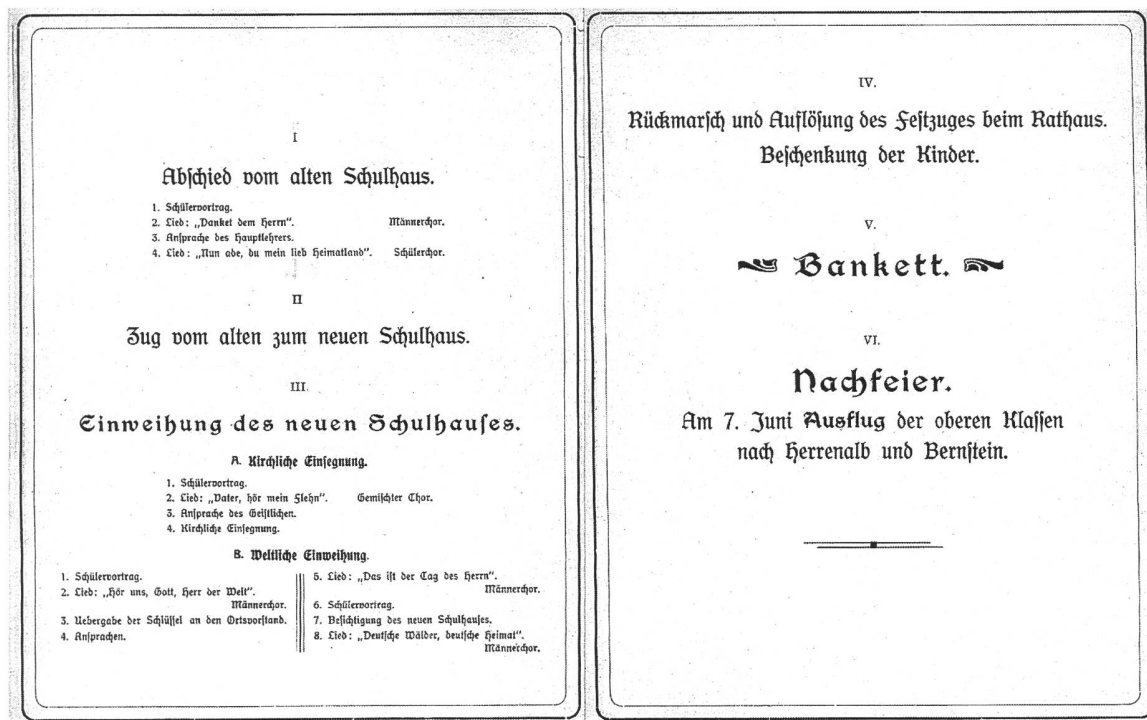 I
Abschied vom alten Schulhaus.
1. Schülervortrag.
2. Lied: „Danket dem Herrn". Männerchor.
3. Ansprache des Hauptlehrers.
4. Lied: „Nun ade, du mein lieb Heimatland". Schülerchor.
II
Zug vom alten zum neuen Schulhaus.
III.
Einweihung des neuen Schulhauses.
A. Kirchliche Einsegnung.
1. Schülervortrag.
2. Lied: „Vater, hör mein Flehn". Gemischter Chor.
3. Ansprache des Geistlichen.
4. Kirchliche Einsegnung.
B. Weltliche Einweihung.
1. Schülervortrag.
2. Lied: „Hör uns, Gott, Herr der Welt".
Männerchor.
3. Uebergabe der Schlüssel an den Ortsvorstand.
4. Ansprachen.
5. Lied: „Das ist der Tag des Herrn".
Männerchor.
6. Schülervortrag.
7. Besichtigung des neuen Schulhauses.
8. Lied: „Deutsche Wälder, deutsche Heimat".
Männerchor.
IV.
Rückmarsch und Auflösung des Festzuges beim Rathaus.
Beschenkung der Kinder.
V.
Bankett.
VI.
Nachfeier.
Am 7. Juni Ausflug der oberen Klassen
nach Herrenalb und Bernstein.